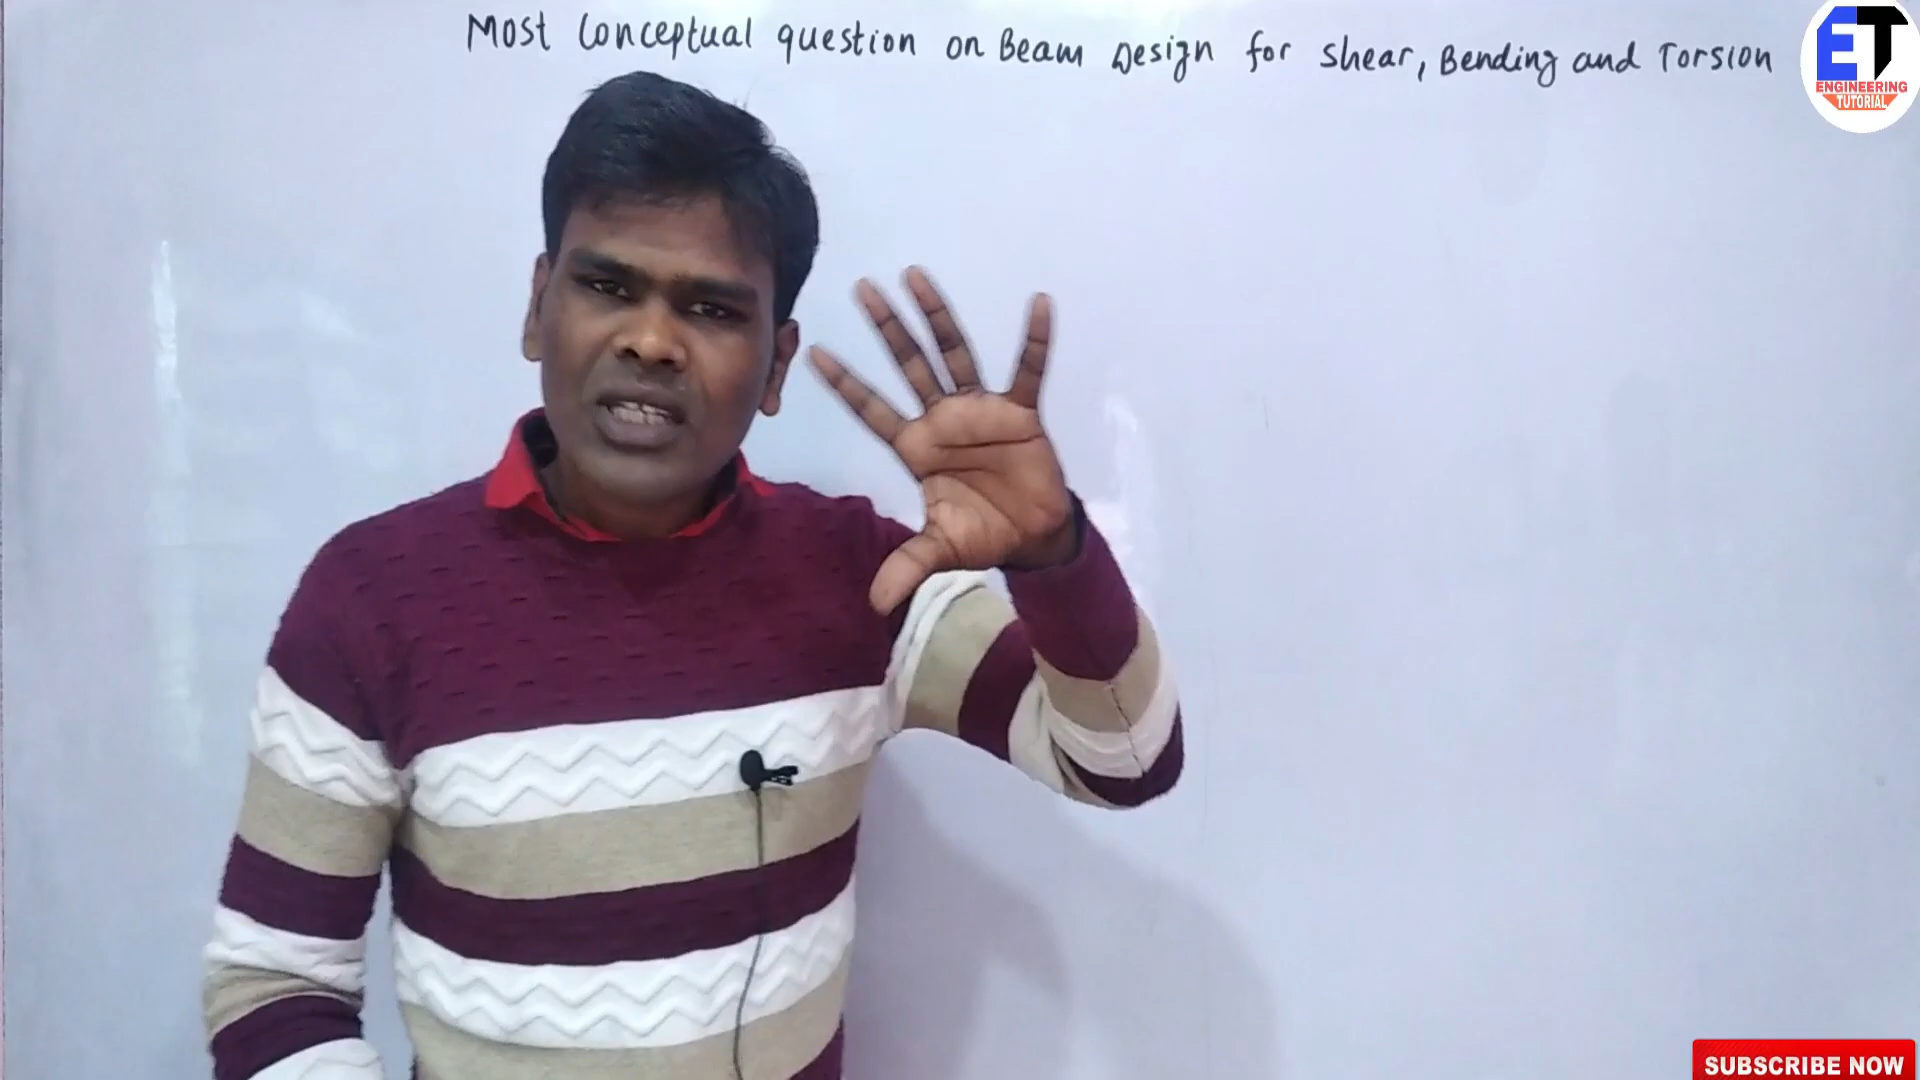 Most Conceptual question on Beam Design for Shear, Bending and Torsion
ET
ENGINEERING
TUTORIAL
SUBSCRIBE NOW